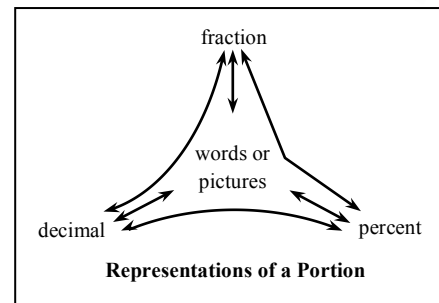 fraction
words or
pictures
decimal
percent
Representations of a Portion